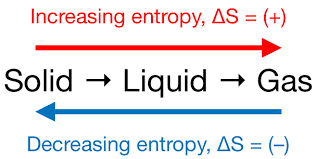 Increasing entropy, ΔS = (+)
Solid → Liquid → Gas
Decreasing entropy, ΔS = (–)